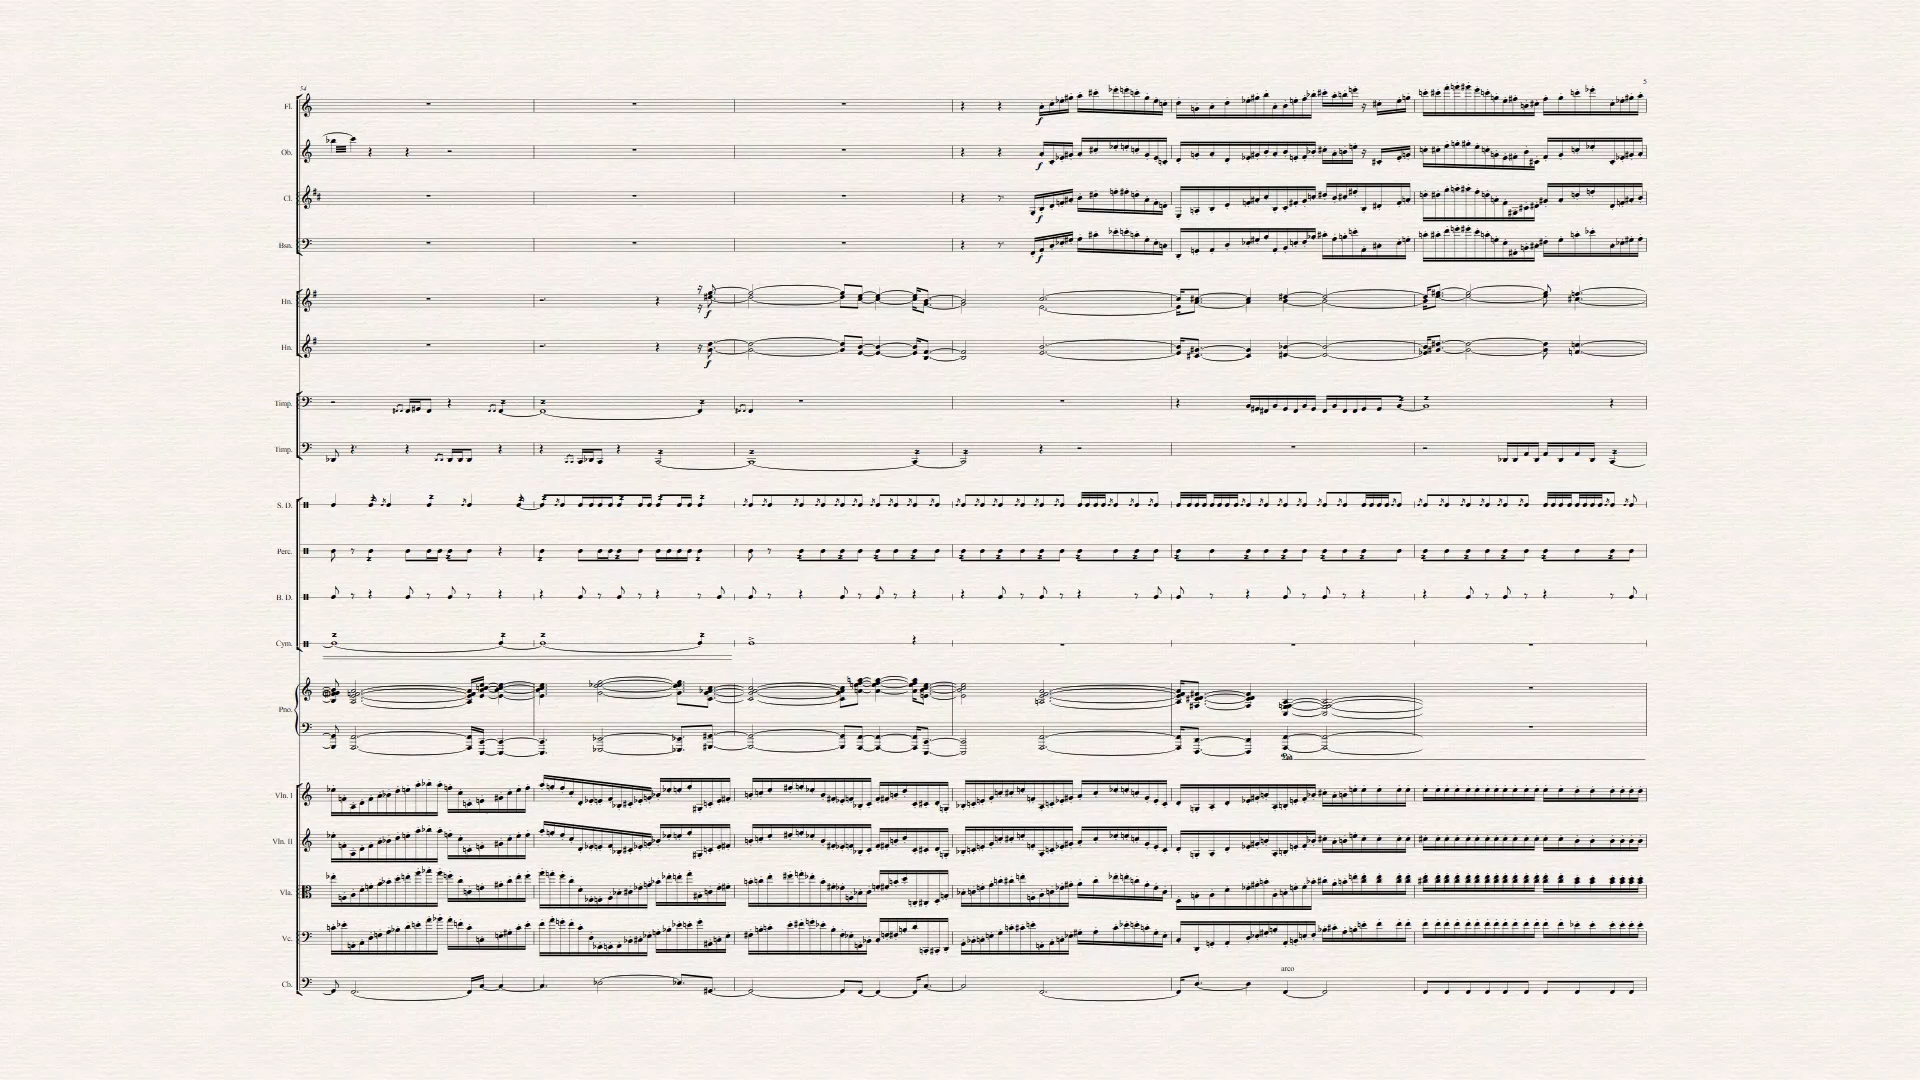 54
5
Fl.
Ob.
Cl.
Bsn.
f
f
f
f
Hn.
f
Hn.
f
Timp.
Timp.
S. D.
Perc.
B. D.
Cym.
Pno.
Vln. I
Vln. II
Vla.
Vc.
arco
Cb.